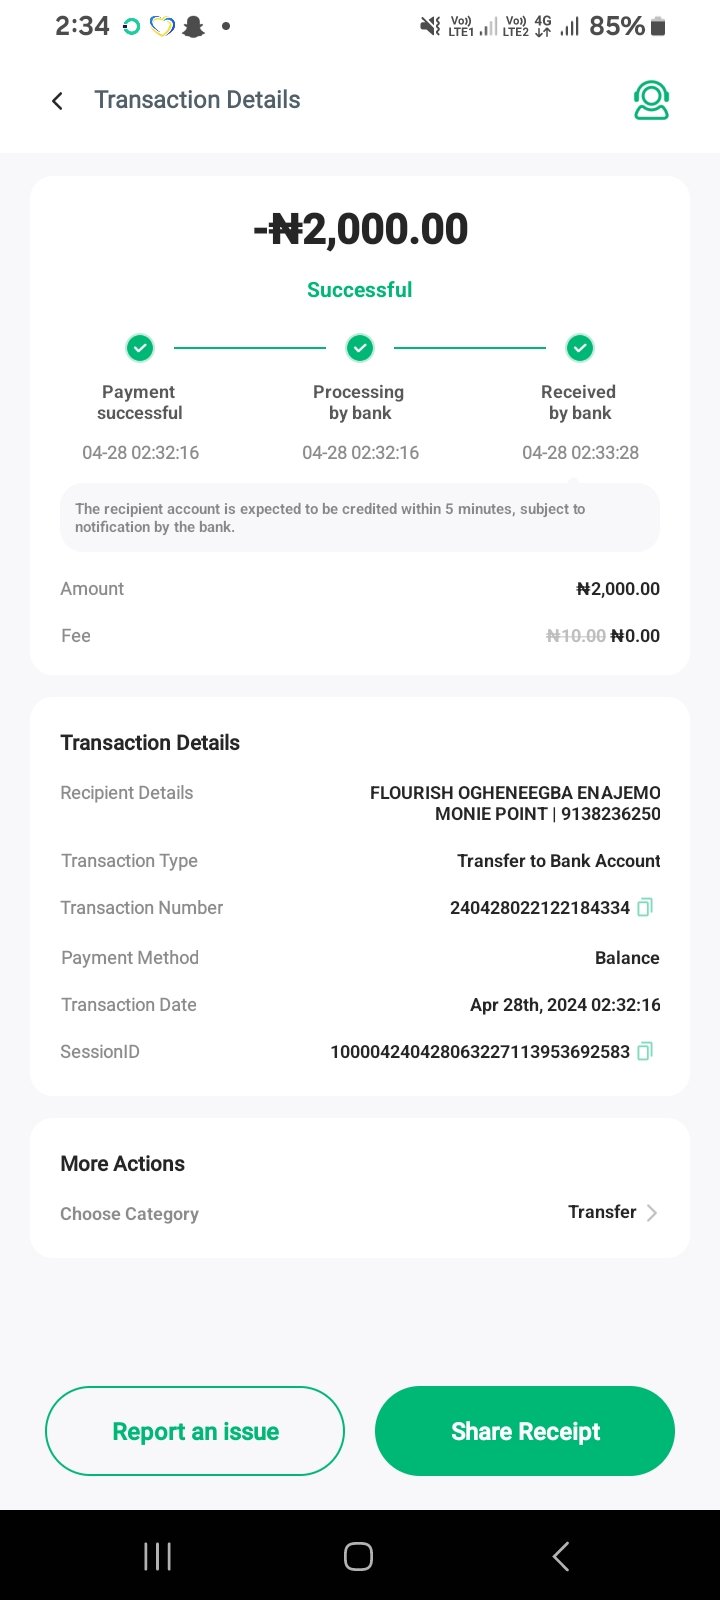 2:34 Vo)) LTE1 Vo)) LTE2 4G 85%
Transaction Details
-₦2,000.00
Successful
Payment successful
Processing by bank
Received by bank
04-28 02:32:16
04-28 02:32:16
04-28 02:33:28
The recipient account is expected to be credited within 5 minutes, subject to
notification by the bank.
Amount ₦2,000.00
Fee ₦10.00 ₦0.00
Transaction Details
Recipient Details FLOURISH OGHENEEGBA ENAJEMO
MONIE POINT | 9138236250
Transaction Type Transfer to Bank Account
Transaction Number 240428022122184334
Payment Method Balance
Transaction Date Apr 28th, 2024 02:32:16
SessionID 100004240428063227113953692583
More Actions
Choose Category Transfer
Report an issue Share Receipt